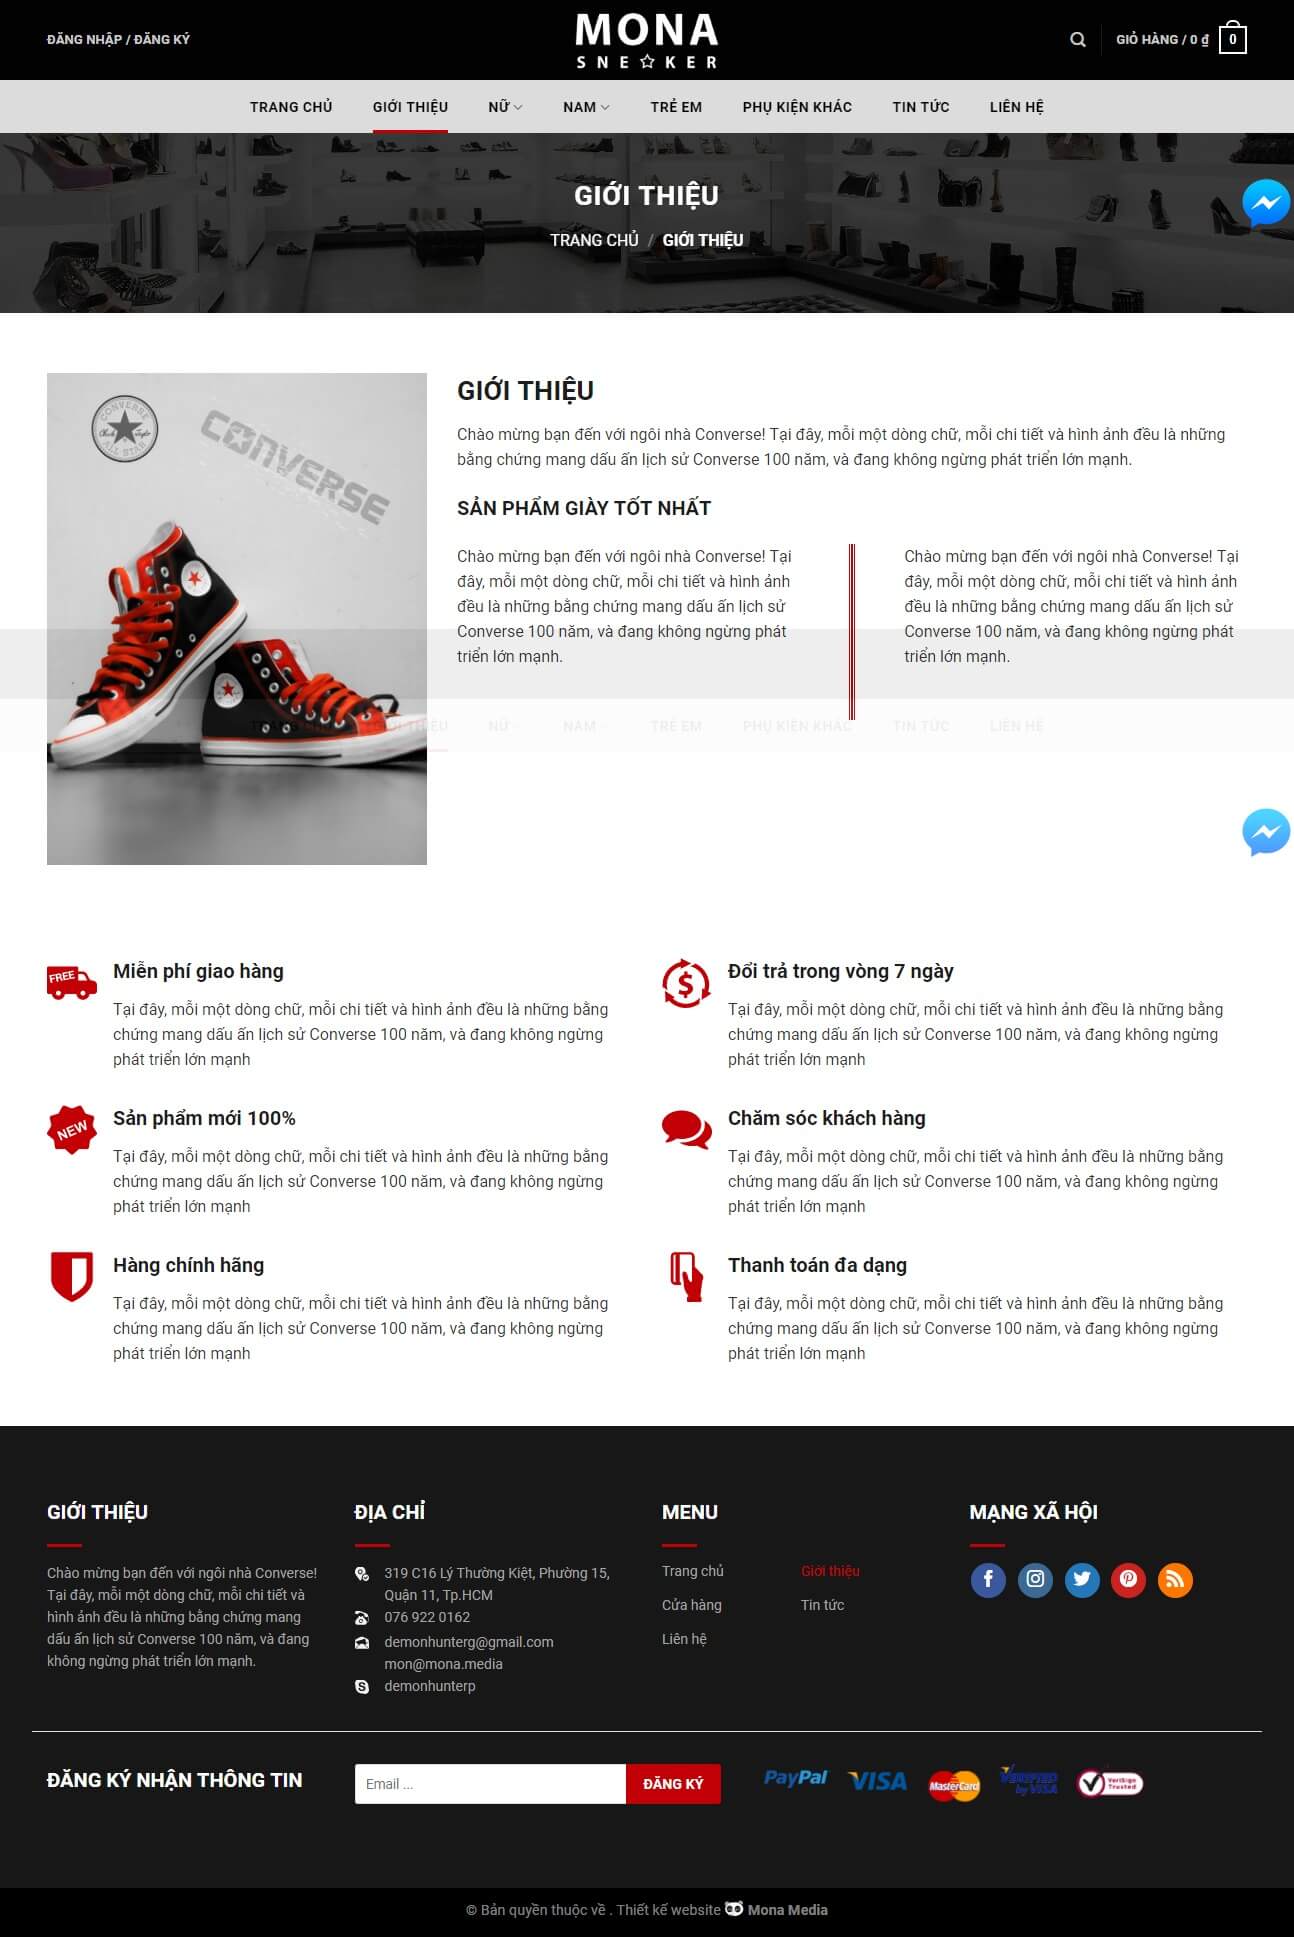 ĐĂNG NHẬP / ĐĂNG KÝ
MONA
SNE☆KER
GIỎ HÀNG / 0 ₫
0
TRANG CHỦ
GIỚI THIỆU
NỮ
NAM
TRẺ EM
PHỤ KIỆN KHÁC
TIN TỨC
LIÊN HỆ
GIỚI THIỆU
TRANG CHỦ / GIỚI THIỆU
CONVERSE
ALL STAR
CONVERSE
GIỚI THIỆU
Chào mừng bạn đến với ngôi nhà Converse! Tại đây, mỗi một dòng chữ, mỗi chi tiết và hình ảnh đều là những
bằng chứng mang dấu ấn lịch sử Converse 100 năm, và đang không ngừng phát triển lớn mạnh.
SẢN PHẨM GIÀY TỐT NHẤT
Chào mừng bạn đến với ngôi nhà Converse! Tại
đây, mỗi một dòng chữ, mỗi chi tiết và hình ảnh
đều là những bằng chứng mang dấu ấn lịch sử
Converse 100 năm, và đang không ngừng phát
triển lớn mạnh.
Chào mừng bạn đến với ngôi nhà Converse! Tại
đây, mỗi một dòng chữ, mỗi chi tiết và hình ảnh
đều là những bằng chứng mang dấu ấn lịch sử
Converse 100 năm, và đang không ngừng phát
triển lớn mạnh.
TRANG CHỦ
GIỚI THIỆU
NỮ
NAM
TRẺ EM
PHỤ KIỆN KHÁC
TIN TỨC
LIÊN HỆ
FREE
Miễn phí giao hàng
Tại đây, mỗi một dòng chữ, mỗi chi tiết và hình ảnh đều là những bằng
chứng mang dấu ấn lịch sử Converse 100 năm, và đang không ngừng
phát triển lớn mạnh
$
Đổi trả trong vòng 7 ngày
Tại đây, mỗi một dòng chữ, mỗi chi tiết và hình ảnh đều là những bằng
chứng mang dấu ấn lịch sử Converse 100 năm, và đang không ngừng
phát triển lớn mạnh
NEW
Sản phẩm mới 100%
Tại đây, mỗi một dòng chữ, mỗi chi tiết và hình ảnh đều là những bằng
chứng mang dấu ấn lịch sử Converse 100 năm, và đang không ngừng
phát triển lớn mạnh
Chăm sóc khách hàng
Tại đây, mỗi một dòng chữ, mỗi chi tiết và hình ảnh đều là những bằng
chứng mang dấu ấn lịch sử Converse 100 năm, và đang không ngừng
phát triển lớn mạnh
Hàng chính hãng
Tại đây, mỗi một dòng chữ, mỗi chi tiết và hình ảnh đều là những bằng
chứng mang dấu ấn lịch sử Converse 100 năm, và đang không ngừng
phát triển lớn mạnh
Thanh toán đa dạng
Tại đây, mỗi một dòng chữ, mỗi chi tiết và hình ảnh đều là những bằng
chứng mang dấu ấn lịch sử Converse 100 năm, và đang không ngừng
phát triển lớn mạnh
GIỚI THIỆU
Chào mừng bạn đến với ngôi nhà Converse!
Tại đây, mỗi một dòng chữ, mỗi chi tiết và
hình ảnh đều là những bằng chứng mang
dấu ấn lịch sử Converse 100 năm, và đang
không ngừng phát triển lớn mạnh.
ĐỊA CHỈ
319 C16 Lý Thường Kiệt, Phường 15,
Quận 11, Tp.HCM
076 922 0162
demonhunterg@gmail.com
mon@mona.media
demonhunterp
MENU
Trang chủ
Giới thiệu
Cửa hàng
Tin tức
Liên hệ
MẠNG XÃ HỘI
ĐĂNG KÝ NHẬN THÔNG TIN
Email ...
ĐĂNG KÝ
PayPal
VISA
MasterCard
VERIFIED
by VISA
VeriSign
Trusted
© Bản quyền thuộc về . Thiết kế website Mona Media